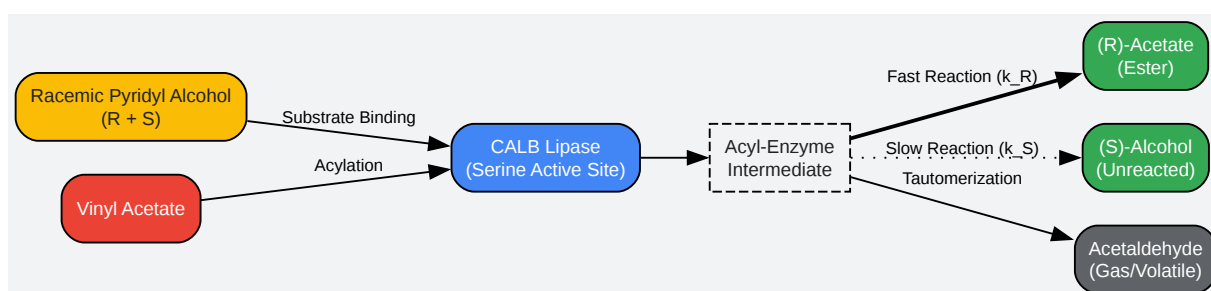 Racemic Pyridyl Alcohol
(R + S)
Vinyl Acetate
Substrate Binding
Acylation
CALB Lipase
(Serine Active Site)
Acyl-Enzyme
Intermediate
Fast Reaction (k_R)
Slow Reaction (k_S)
Tautomerization
(R)-Acetate
(Ester)
(S)-Alcohol
(Unreacted)
Acetaldehyde
(Gas/Volatile)